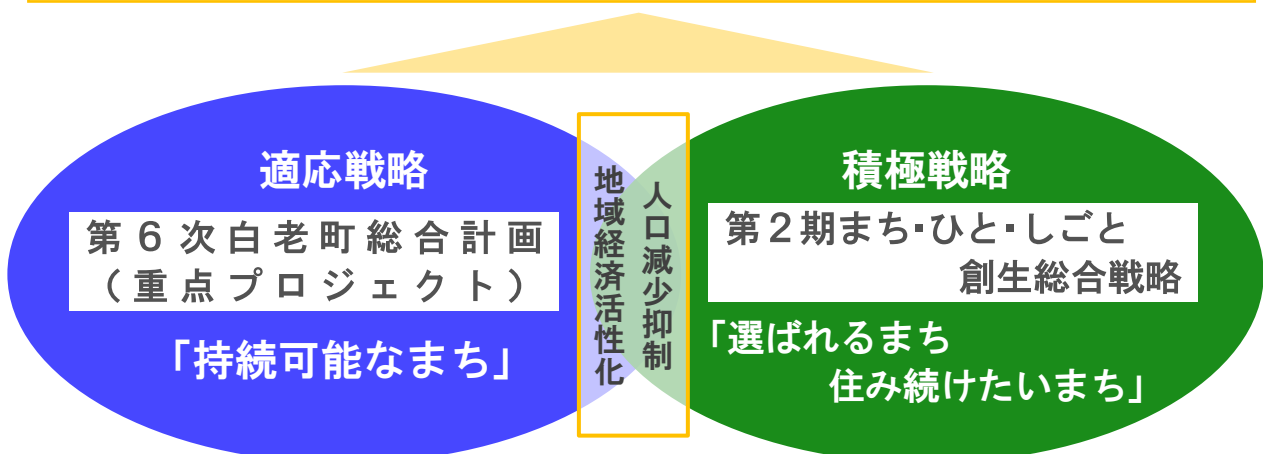 適応戦略
第６次白老町総合計画
（重点プロジェクト）
「持続可能なまち」
人口減少抑制
地域経済活性化
積極戦略
第２期まち・ひと・しごと
創生総合戦略
「選ばれるまち
住み続けたいまち」